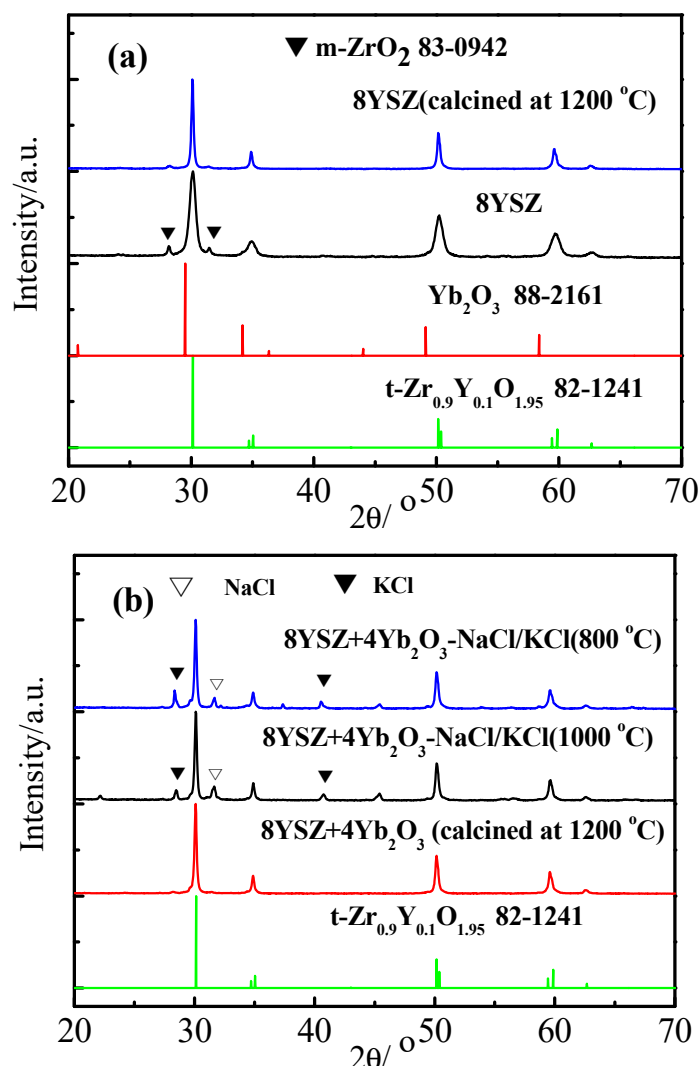 (a)
▼ m-ZrO₂ 83-0942
8YSZ(calcined at 1200 °C)
8YSZ
Yb₂O₃ 88-2161
t-Zr₀.₉Y₀.₁O₁.₉₅ 82-1241
Intensity/a.u.
20 30 40 50 60 70
2θ/ °
(b)
▽ NaCl ▼ KCl
8YSZ+4Yb₂O₃-NaCl/KCl(800 °C)
8YSZ+4Yb₂O₃-NaCl/KCl(1000 °C)
8YSZ+4Yb₂O₃ (calcined at 1200 °C)
t-Zr₀.₉Y₀.₁O₁.₉₅ 82-1241
Intensity/a.u.
20 30 40 50 60 70
2θ/ °